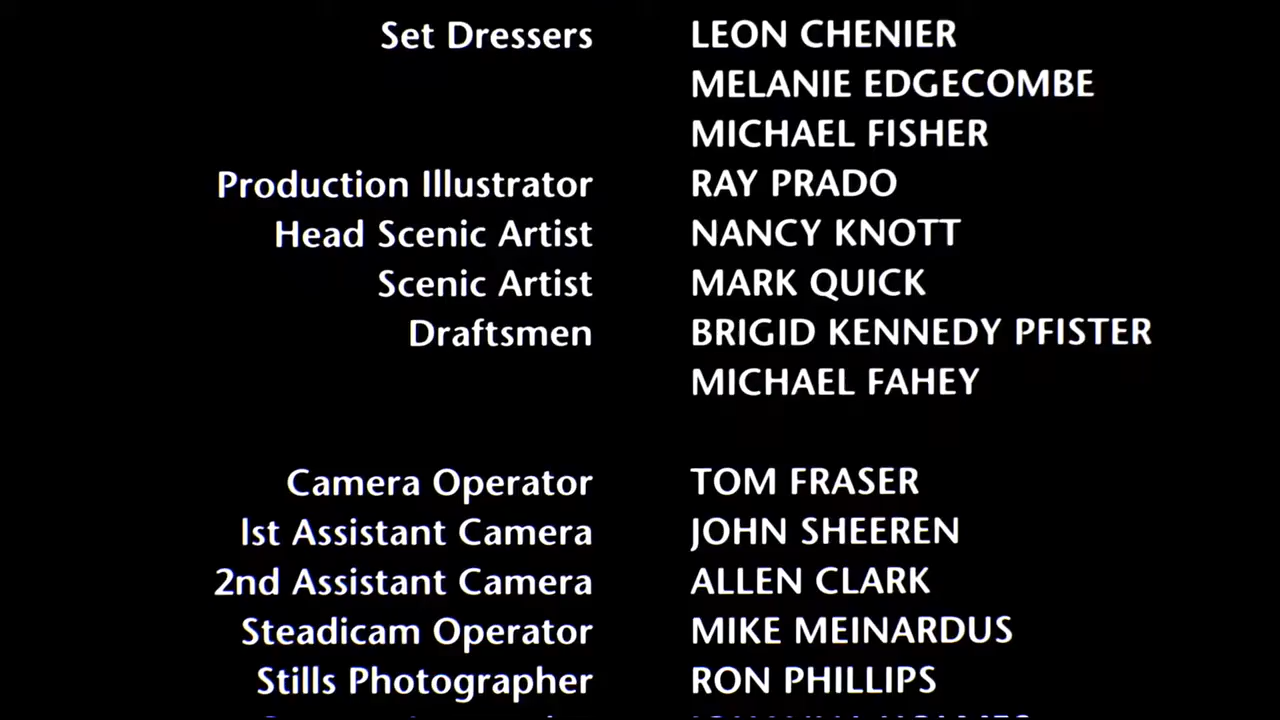 Set Dressers LEON CHENIER
MELANIE EDGECOMBE
MICHAEL FISHER
Production Illustrator RAY PRADO
Head Scenic Artist NANCY KNOTT
Scenic Artist MARK QUICK
Draftsmen BRIGID KENNEDY PFISTER
MICHAEL FAHEY
Camera Operator TOM FRASER
lst Assistant Camera JOHN SHEEREN
2nd Assistant Camera ALLEN CLARK
Steadicam Operator MIKE MEINARDUS
Stills Photographer RON PHILLIPS